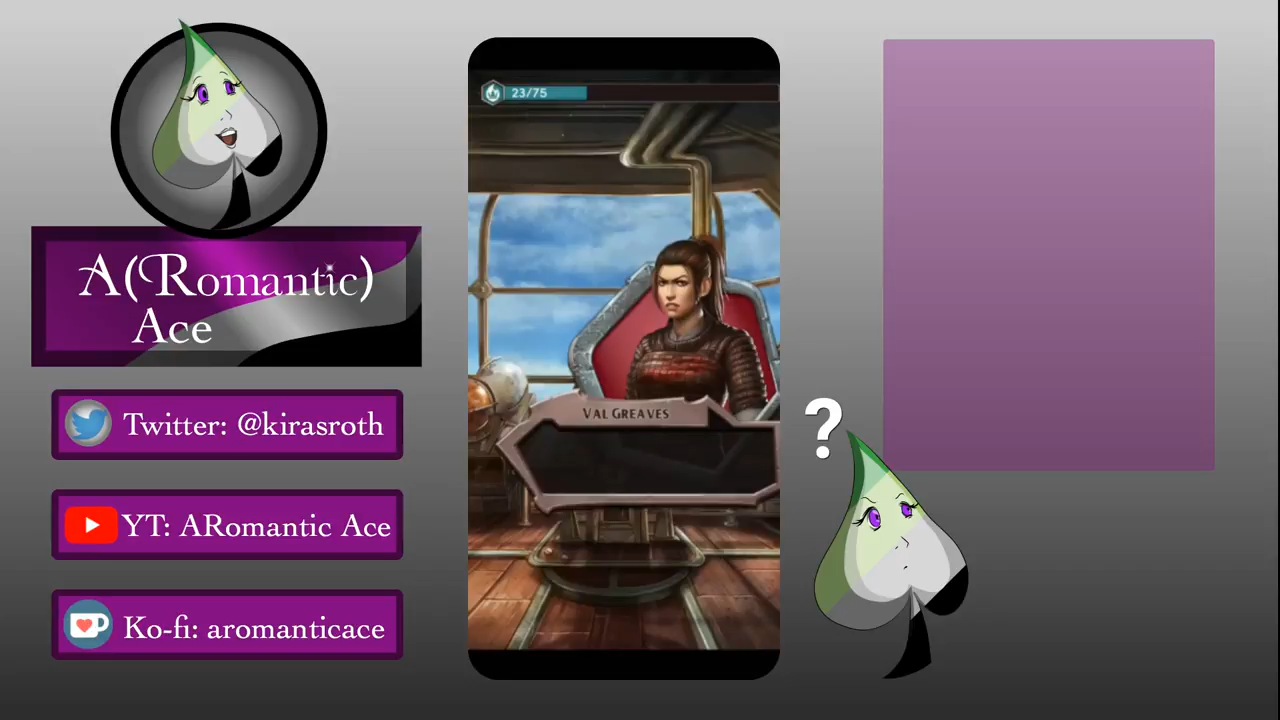 A(Romantic)
Ace
Twitter: @kirasroth
YT: ARomantic Ace
Ko-fi: aromanticace
23/75
VAL GREAVES
?